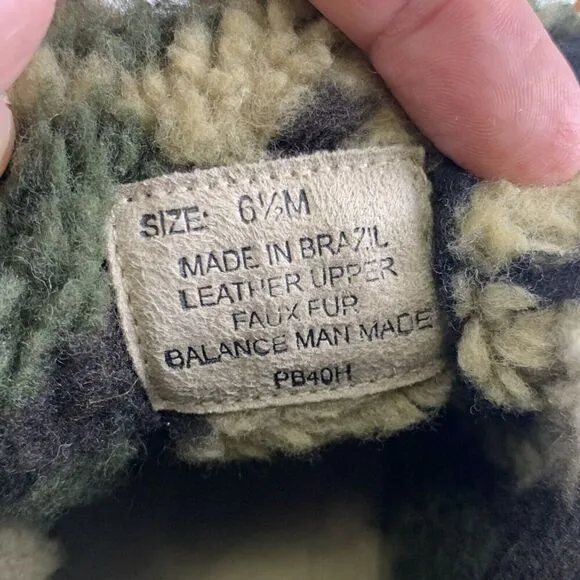 SIZE: 6½M
MADE IN BRAZIL
LEATHER UPPER
FAUX FUR
BALANCE MAN MADE
PB40H